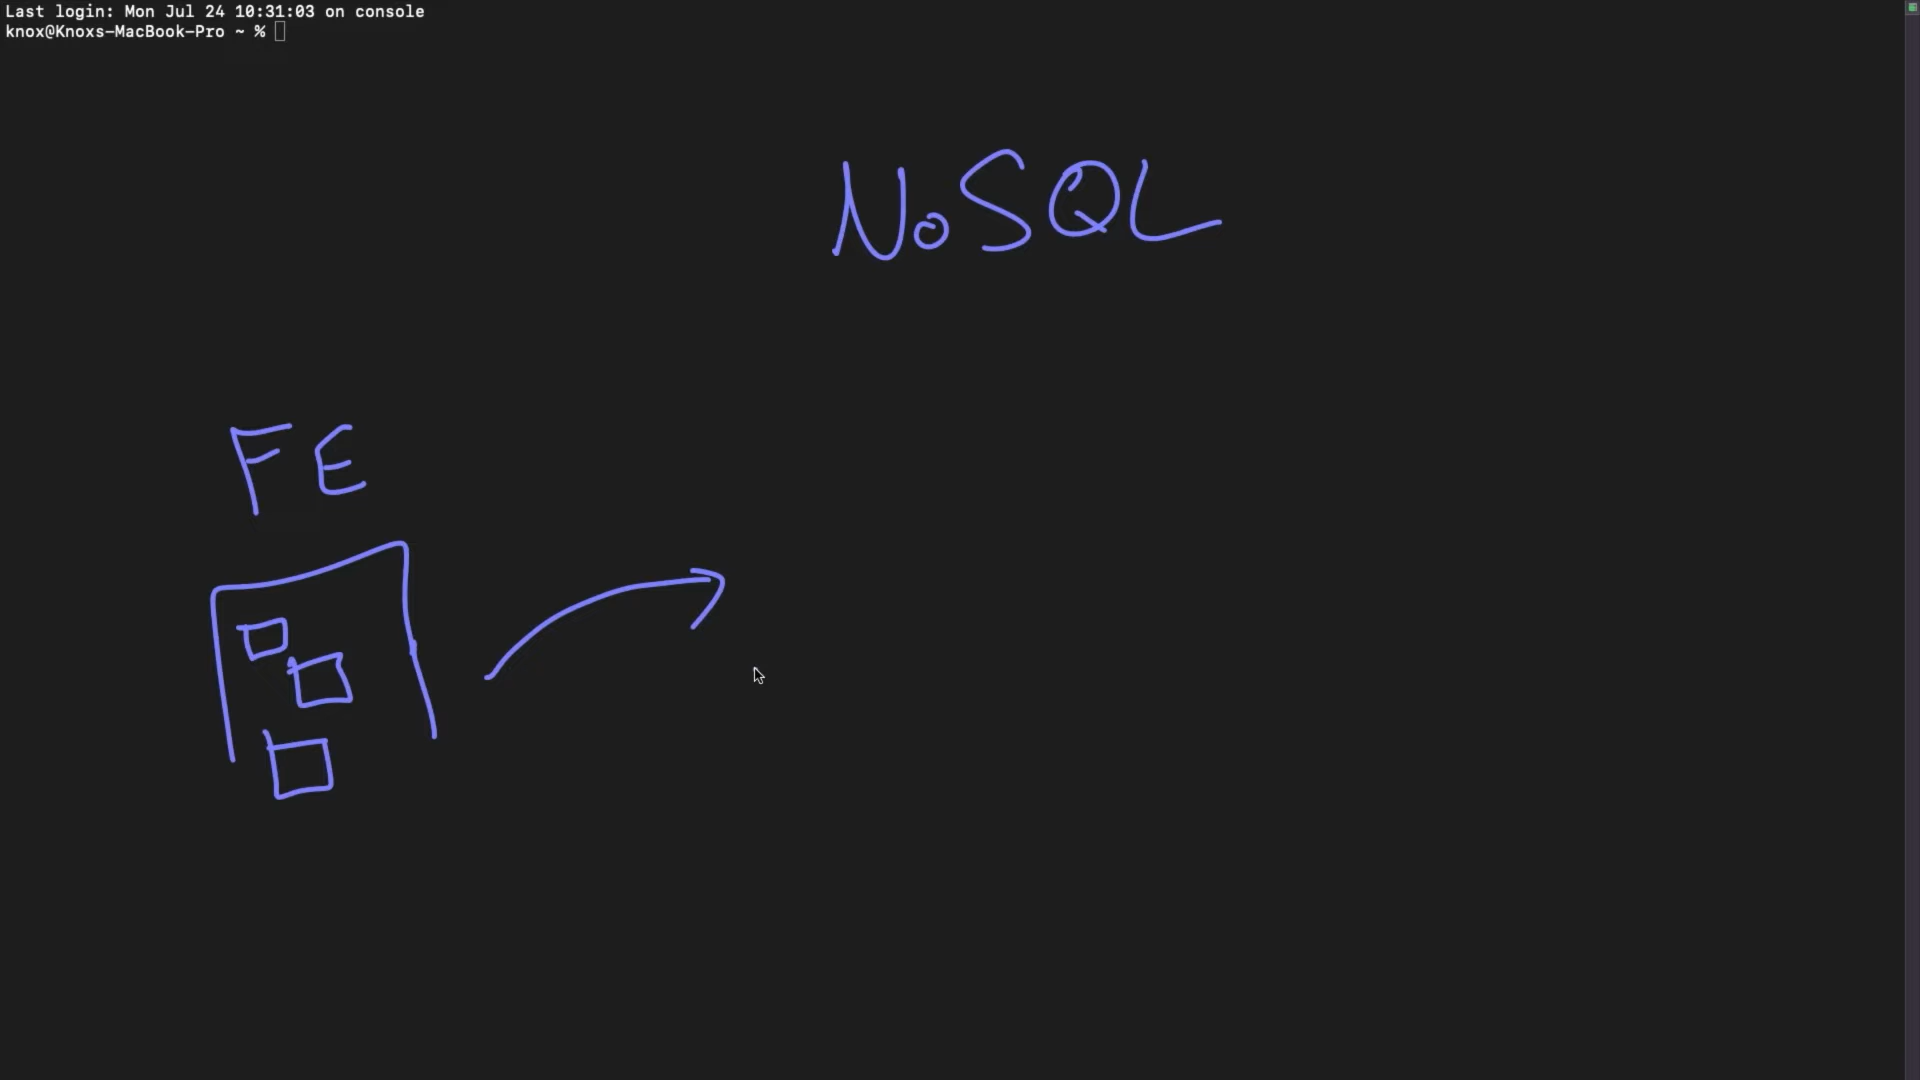 Last login: Mon Jul 24 10:31:03 on console
knox@Knoxs-MacBook-Pro ~ %
NoSQL
FE